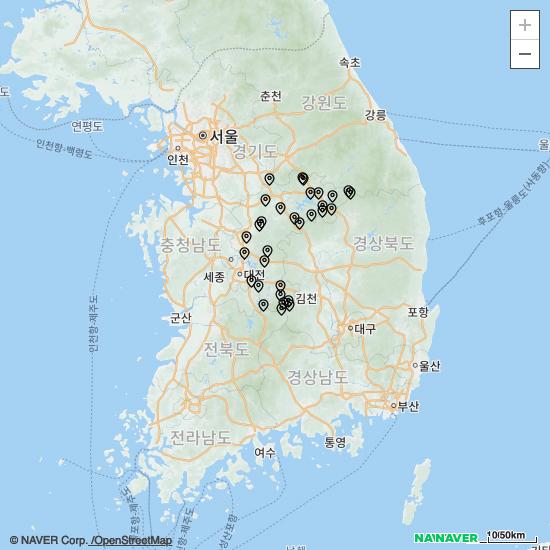 속초
춘천
강원도
강릉
도
연평도
서울
인천
경기도
인천항-백령도
울
후포항-울릉도(사동항)
충청남도
경상북도
세종
대전
김천
인천항-제주도
군산
포항
대구
전북도
경상남도
울산
부산
전라남도
여수
통영
© NAVER Corp. /OpenStreetMap
NAVER
10/50km